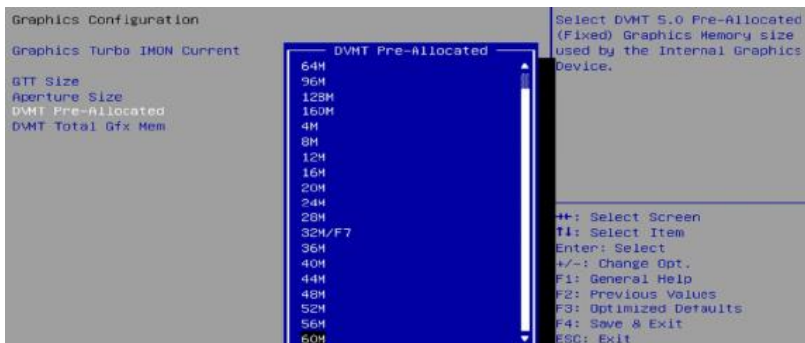 Graphics Configuration
Graphics Turbo IMON Current
GTT Size
Aperture Size
DVMT Pre-Allocated
DVMT Total Gfx Mem
DVMT Pre-Allocated
64M
96M
128M
160M
4M
8M
12M
16M
20M
24M
28M
32M/F7
36M
40M
44M
48M
52M
56M
60M
Select DVMT 5.0 Pre-Allocated
(Fixed) Graphics Memory size
used by the Internal Graphics
Device.
→←: Select Screen
↑↓: Select Item
Enter: Select
+/-: Change Opt.
F1: General Help
F2: Previous Values
F3: Optimized Defaults
F4: Save & Exit
ESC: Exit